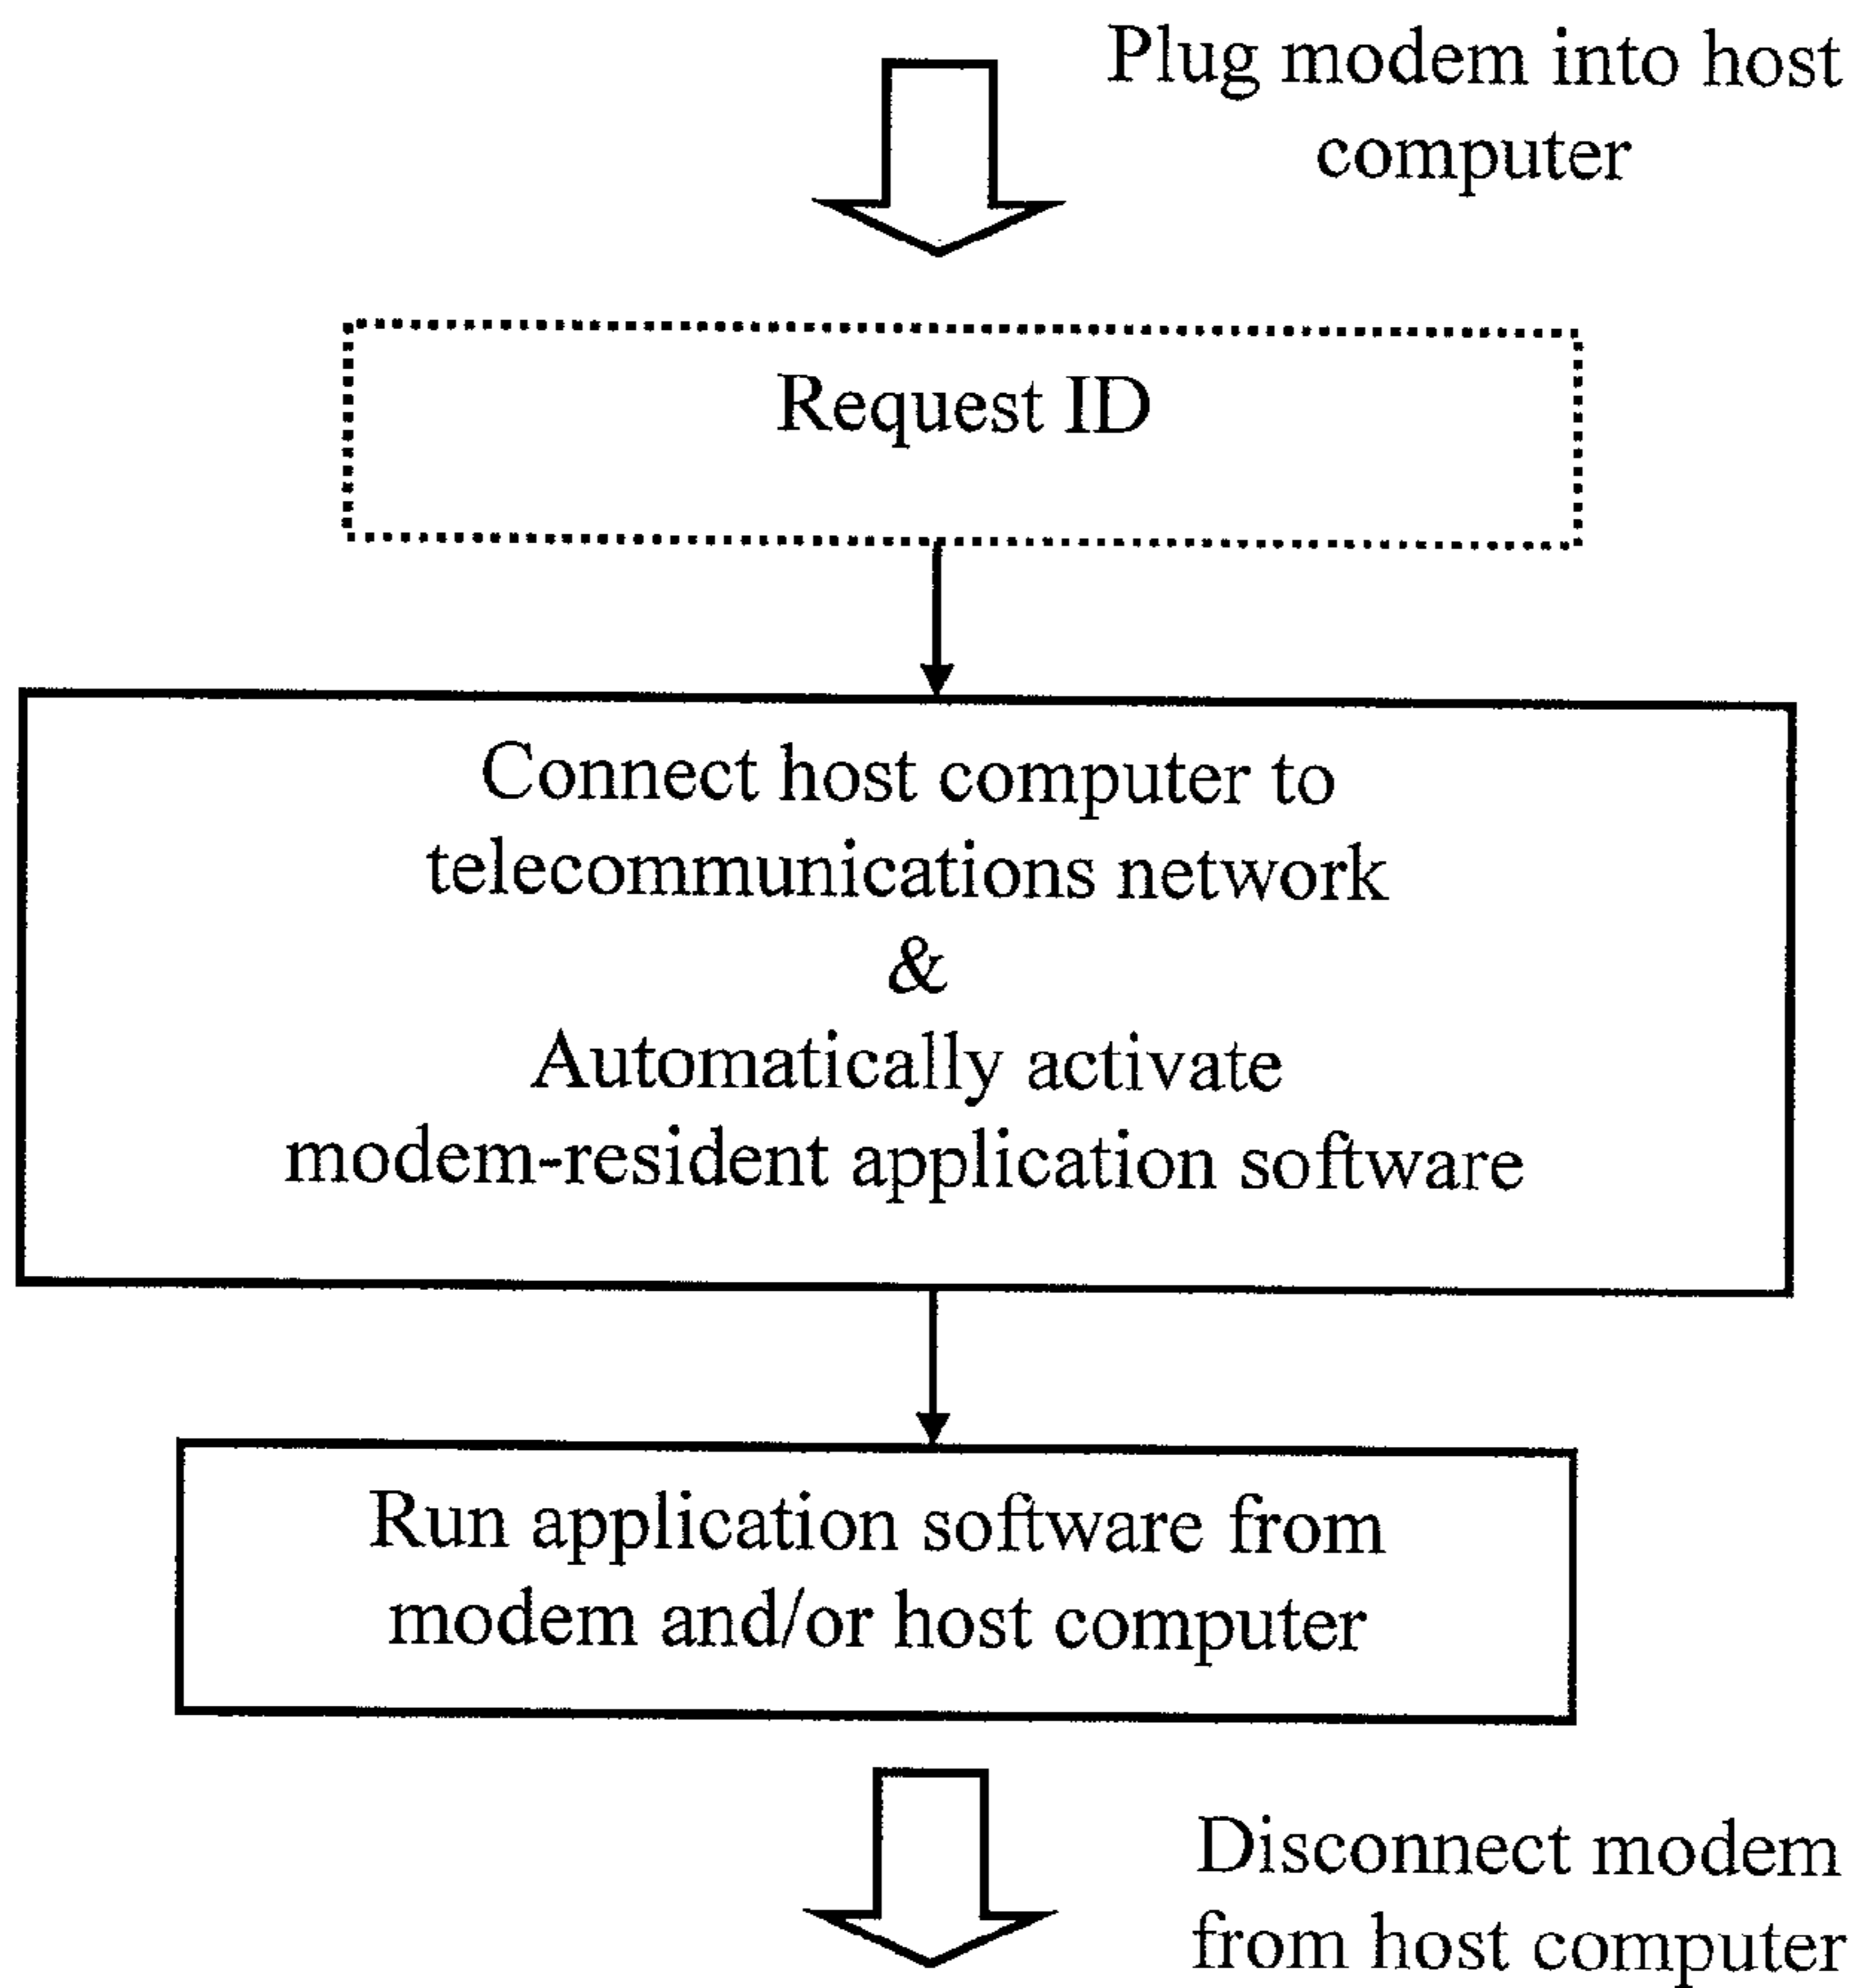 Plug modem into host
computer
Request ID
Connect host computer to
telecommunications network
&
Automatically activate
modem-resident application software
Run application software from
modem and/or host computer
Disconnect modem
from host computer